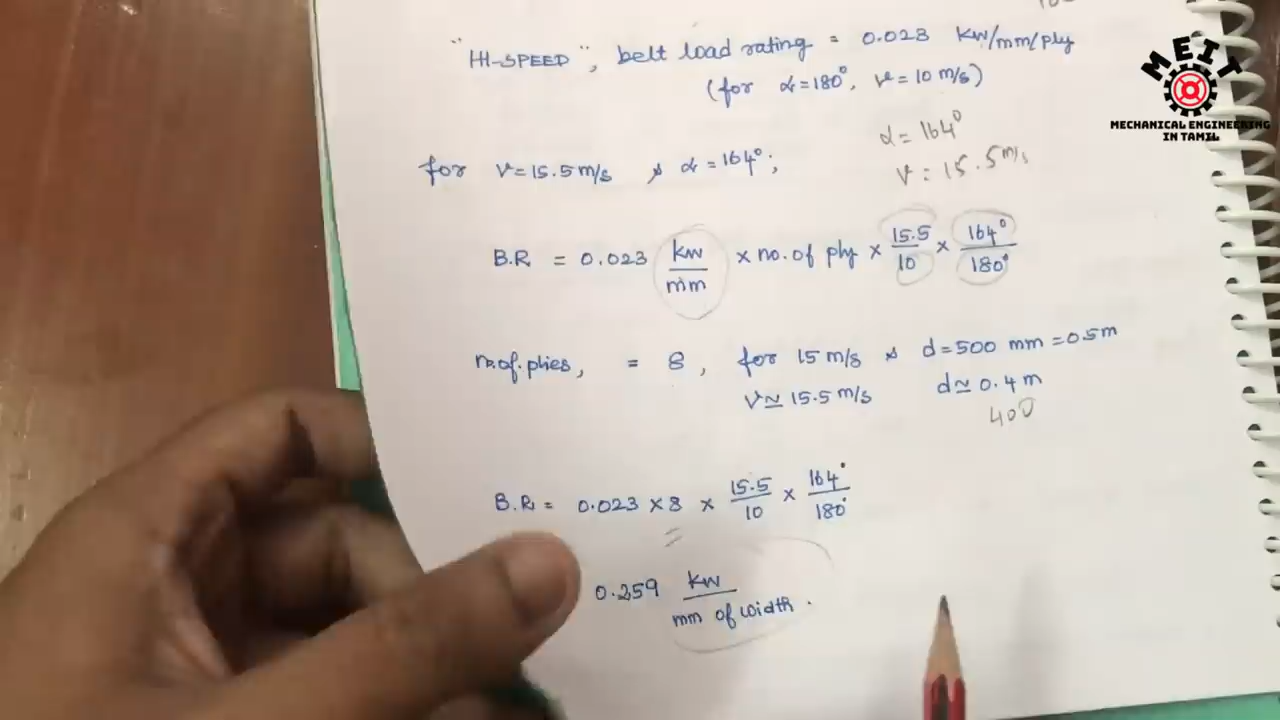 "HI-SPEED", belt load rating = 0.023 KW/mm/ply
(for α=180°, v=10 m/s)
α= 164°
v= 15.5m/s
for v=15.5m/s & α=164°;
B.R = 0.023 kw/mm × no. of ply × 15.5/10 × 164°/180°
no.of.plies, = 8, for 15 m/s & d=500 mm =0.5m
V≃ 15.5 m/s d≃ 0.4 m
400
B.R= 0.023 × 8 × 15.5/10 × 164°/180°
0.259 kw/mm of width.
MEIT
MECHANICAL ENGINEERING
IN TAMIL